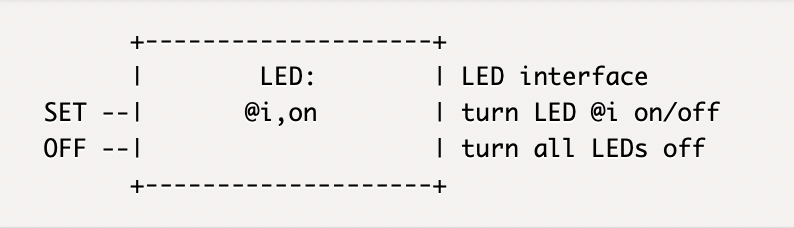 +--------------------+
|        LED:        | LED interface
SET --|       @i,on        | turn LED @i on/off
OFF --|                    | turn all LEDs off
+--------------------+